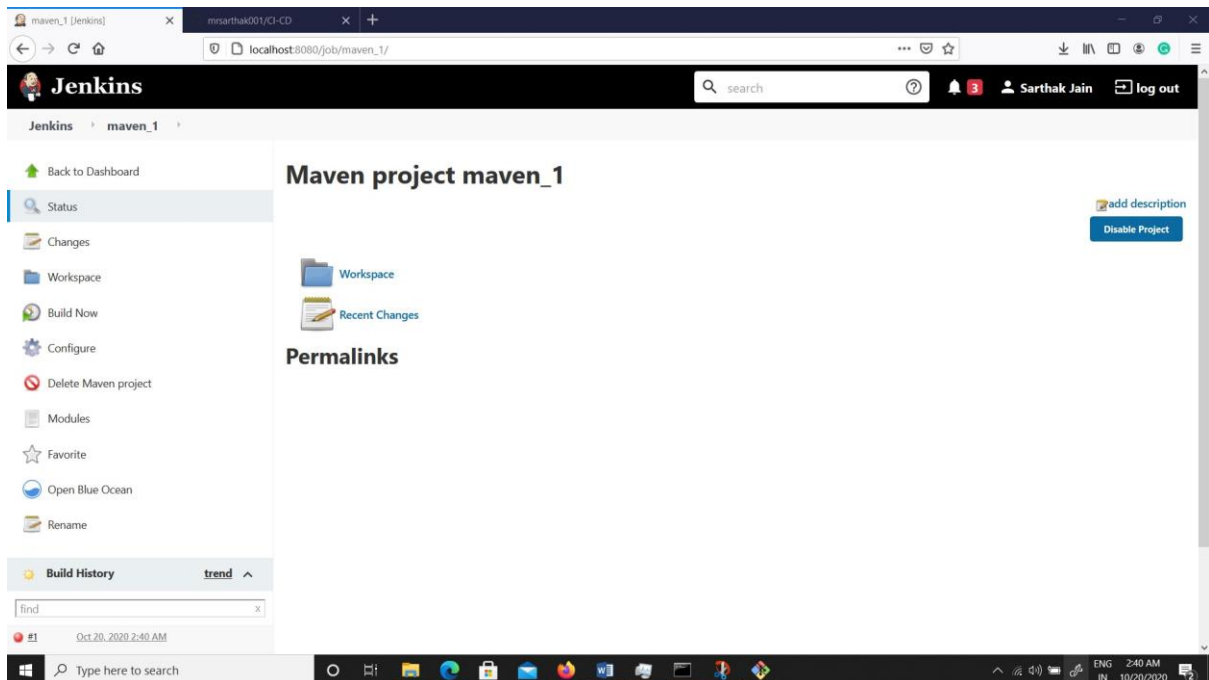 maven_1 [Jenkins]
mrsarthak001/CI-CD
localhost:8080/job/maven_1/
Jenkins
search
3
Sarthak Jain
log out
Jenkins
maven_1
Back to Dashboard
Status
Changes
Workspace
Build Now
Configure
Delete Maven project
Modules
Favorite
Open Blue Ocean
Rename
Build History
trend
find
x
#1
Oct 20, 2020 2:40 AM
Maven project maven_1
add description
Disable Project
Workspace
Recent Changes
Permalinks
Type here to search
ENG
IN
2:40 AM
10/20/2020
2